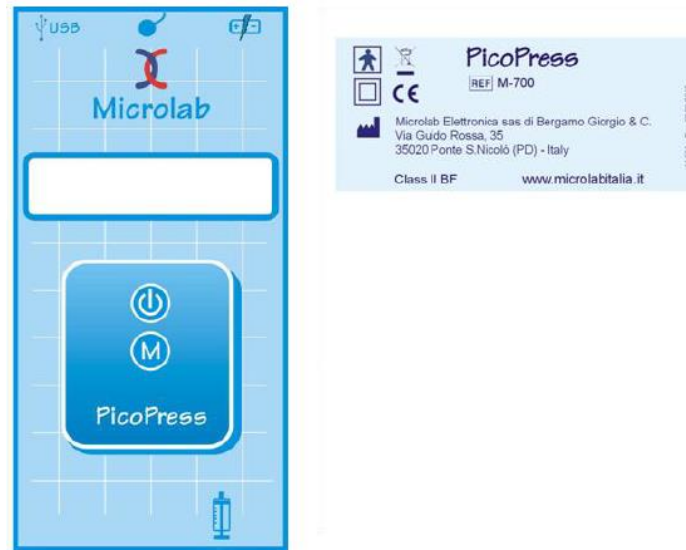 USB
Microlab
M
PicoPress
PicoPress
REF M-700
CE
Microlab Elettronica sas di Bergamo Giorgio & C.
Via Guido Rossa, 35
35020 Ponte S.Nicolò (PD) - Italy
Class II BF www.microlabitalia.it